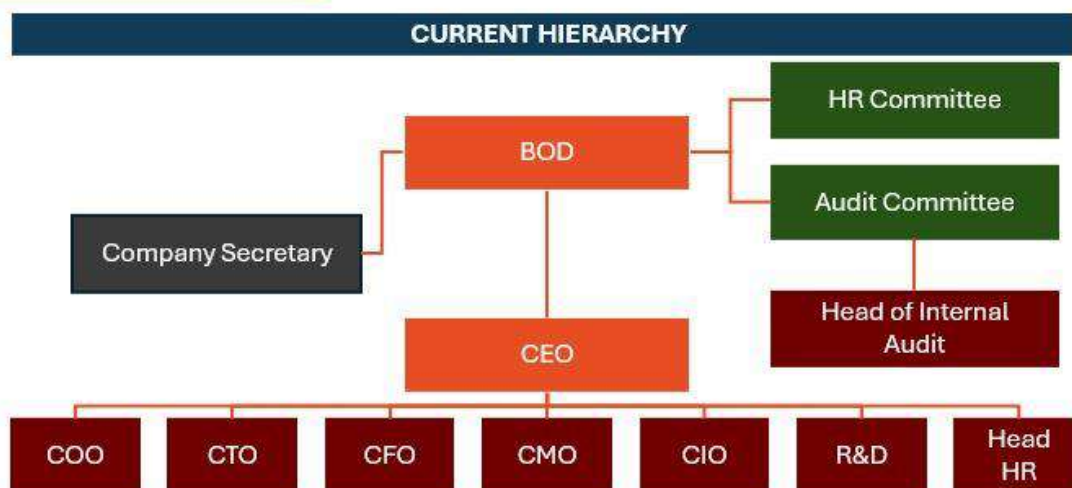 CURRENT HIERARCHY
HR Committee
BOD
Audit Committee
Company Secretary
Head of Internal
Audit
CEO
COO
CTO
CFO
CMO
CIO
R&D
Head
HR